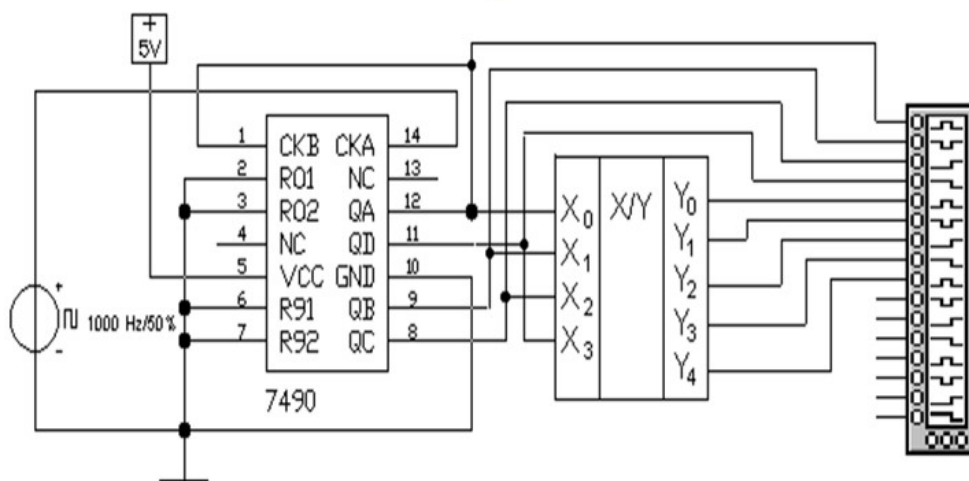 +
5V
1 CKB CKA 14
2 R01 NC 13
3 R02 QA 12
4 NC QD 11
5 VCC GND 10
6 R91 QB 9
7 R92 QC 8
7490
+
1000 Hz/50%
-
X/Y
X0
X1
X2
X3
Y0
Y1
Y2
Y3
Y4